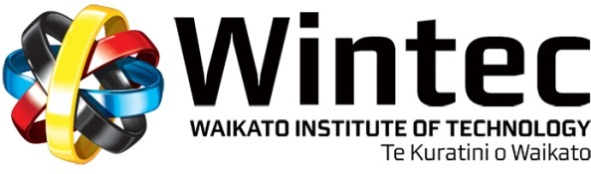 Wintec
WAIKATO INSTITUTE OF TECHNOLOGY
Te Kuratini o Waikato